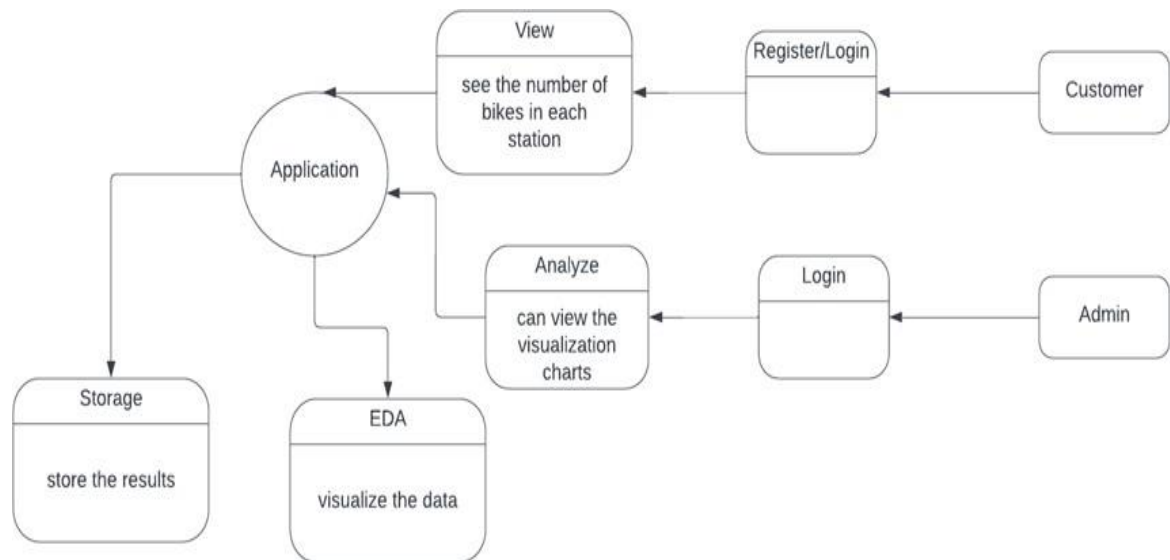 View
see the number of
bikes in each
station
Register/Login
Customer
Application
Analyze
can view the
visualization
charts
Login
Admin
Storage
store the results
EDA
visualize the data